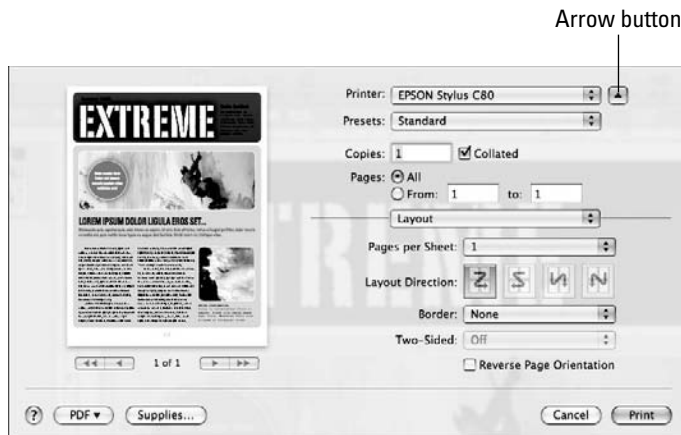 Arrow button
Printer: EPSON Stylus C80
Presets: Standard
Copies: 1 Collated
Pages: All
From: 1 to: 1
Layout
Pages per Sheet: 1
Layout Direction:
Border: None
Two-Sided: Off
Reverse Page Orientation
EXTREME
LOREM IPSUM DOLOR LIGULA EROS SET...
1 of 1
? PDF Supplies... Cancel Print